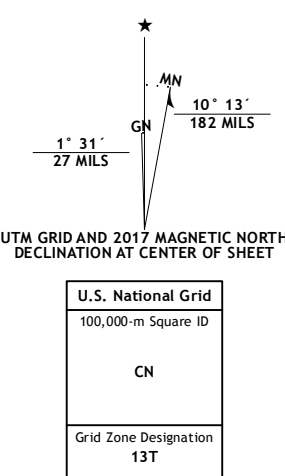 ★
MN
GN
10° 13´
182 MILS
1° 31´
27 MILS
UTM GRID AND 2017 MAGNETIC NORTH
DECLINATION AT CENTER OF SHEET
U.S. National Grid
100,000-m Square ID
CN
Grid Zone Designation
13T